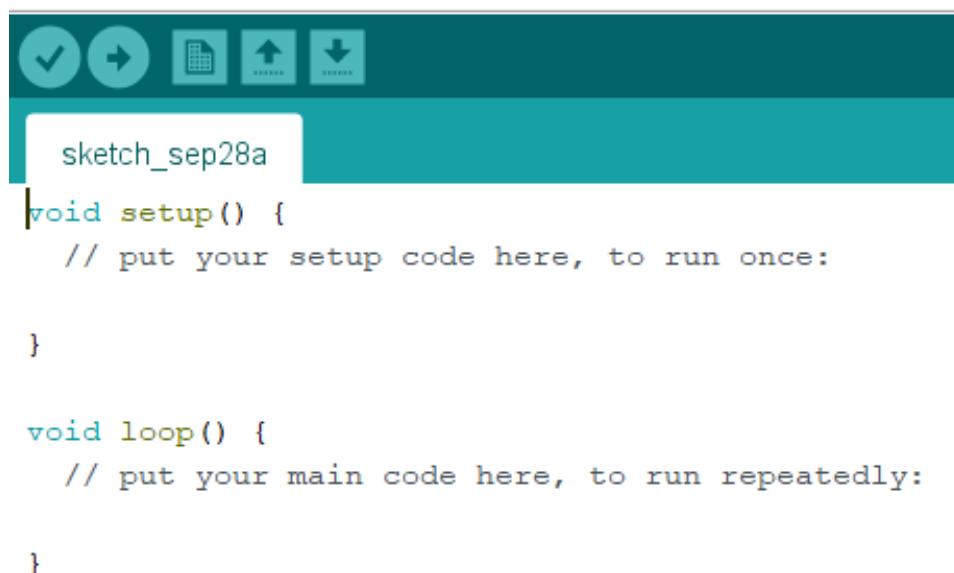 sketch_sep28a
void setup() {
  // put your setup code here, to run once:

}

void loop() {
  // put your main code here, to run repeatedly:

}